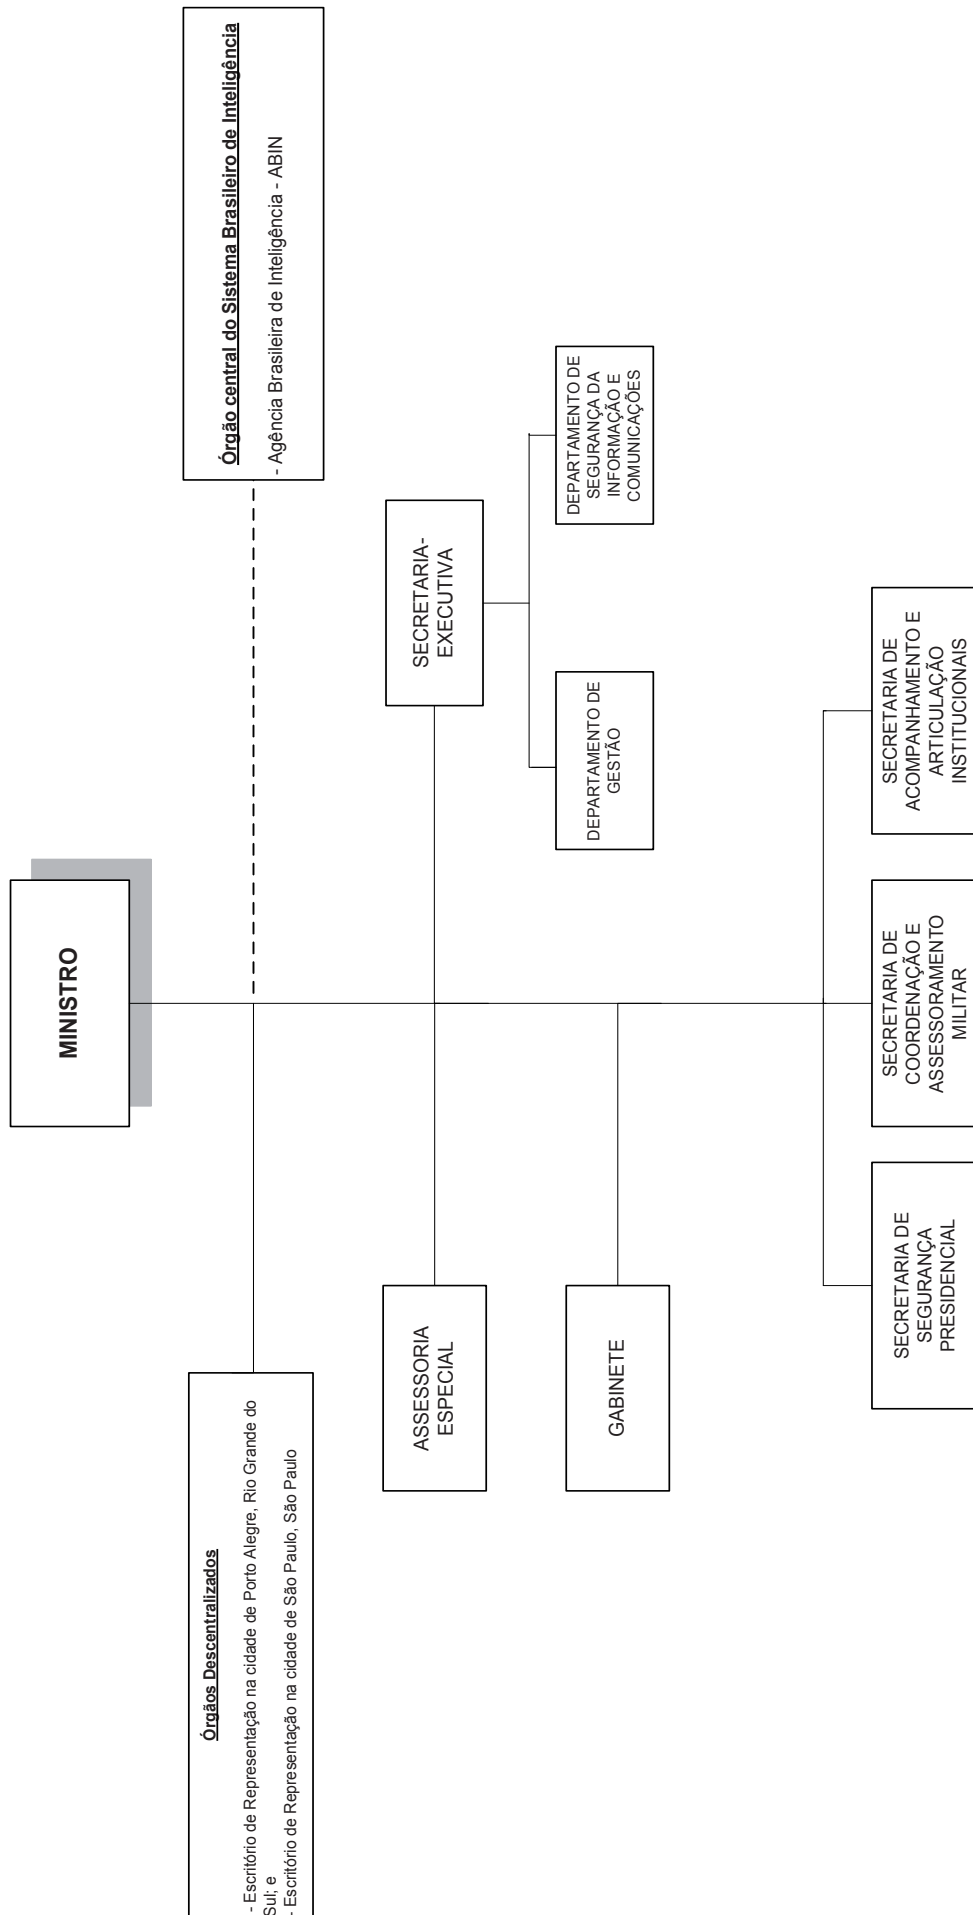 MINISTRO
Órgãos Descentralizados
- Escritório de Representação na cidade de Porto Alegre, Rio Grande do
Sul; e
- Escritório de Representação na cidade de São Paulo, São Paulo
Órgão central do Sistema Brasileiro de Inteligência
- Agência Brasileira de Inteligência - ABIN
ASSESSORIA
ESPECIAL
SECRETARIA-
EXECUTIVA
GABINETE
DEPARTAMENTO DE
GESTÃO
DEPARTAMENTO DE
SEGURANÇA DA
INFORMAÇÃO E
COMUNICAÇÕES
SECRETARIA DE
SEGURANÇA
PRESIDENCIAL
SECRETARIA DE
COORDENAÇÃO E
ASSESSORAMENTO
MILITAR
SECRETARIA DE
ACOMPANHAMENTO E
ARTICULAÇÃO
INSTITUCIONAIS